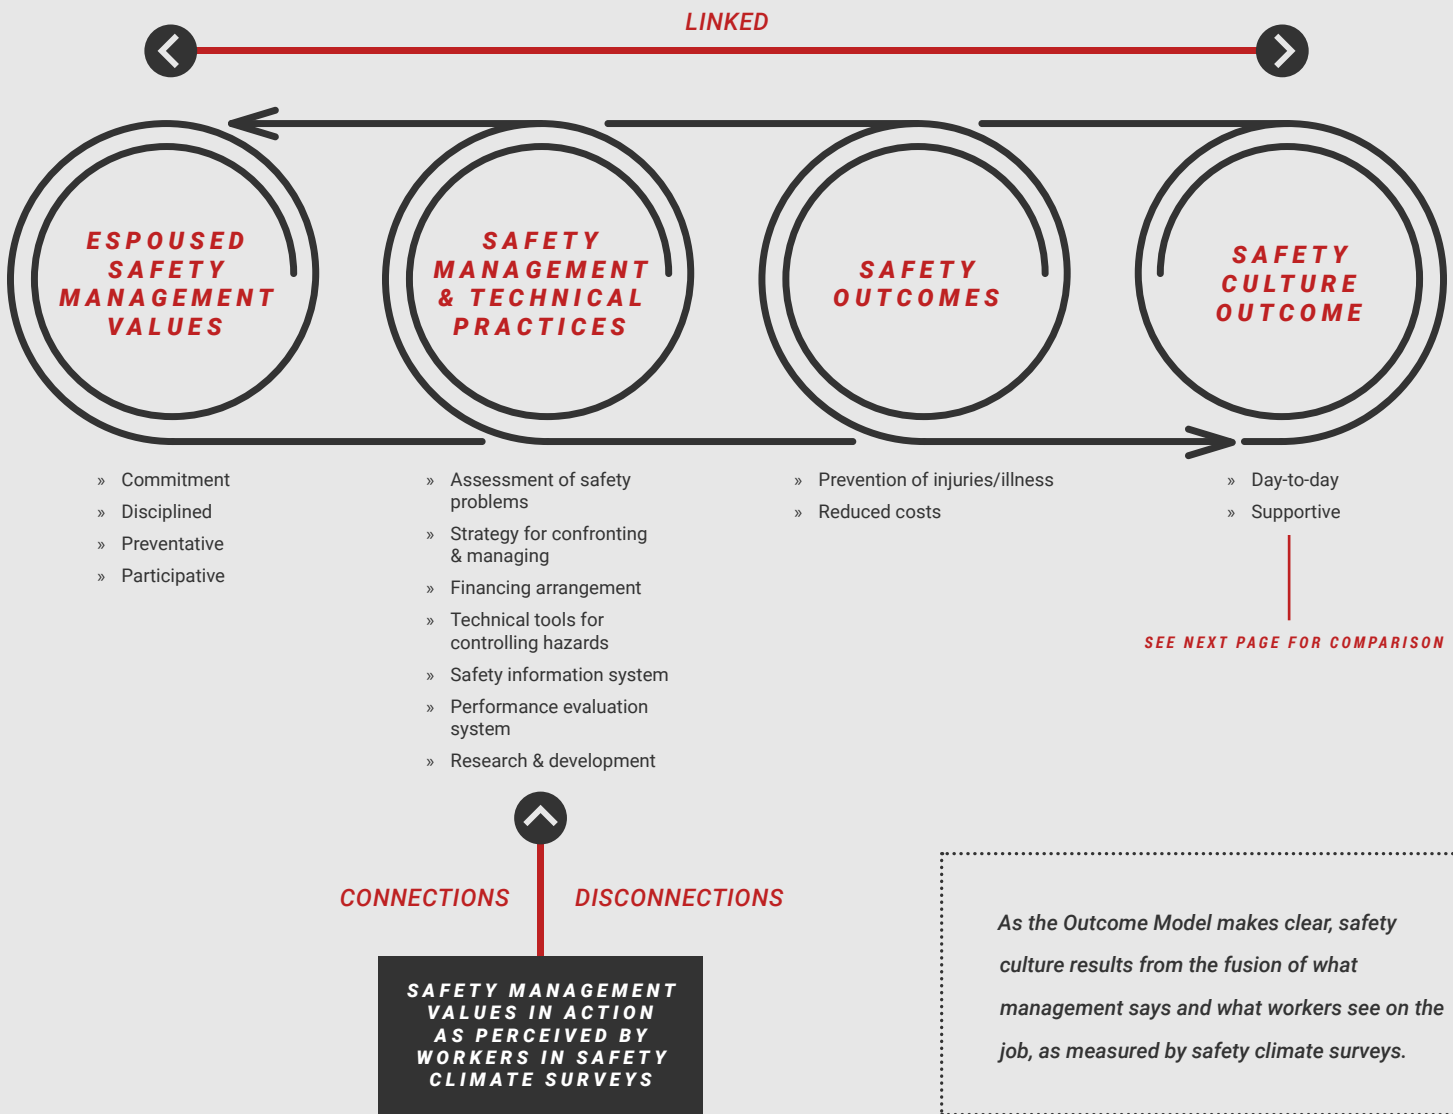 LINKED
ESPOUSED
SAFETY
MANAGEMENT
VALUES
SAFETY
MANAGEMENT
& TECHNICAL
PRACTICES
SAFETY
OUTCOMES
SAFETY
CULTURE
OUTCOME
» Commitment
» Disciplined
» Preventative
» Participative
» Assessment of safety
problems
» Strategy for confronting
& managing
» Financing arrangement
» Technical tools for
controlling hazards
» Safety information system
» Performance evaluation
system
» Research & development
» Prevention of injuries/illness
» Reduced costs
» Day-to-day
» Supportive
SEE NEXT PAGE FOR COMPARISON
CONNECTIONS
DISCONNECTIONS
SAFETY MANAGEMENT
VALUES IN ACTION
AS PERCEIVED BY
WORKERS IN SAFETY
CLIMATE SURVEYS
As the Outcome Model makes clear, safety
culture results from the fusion of what
management says and what workers see on the
job, as measured by safety climate surveys.